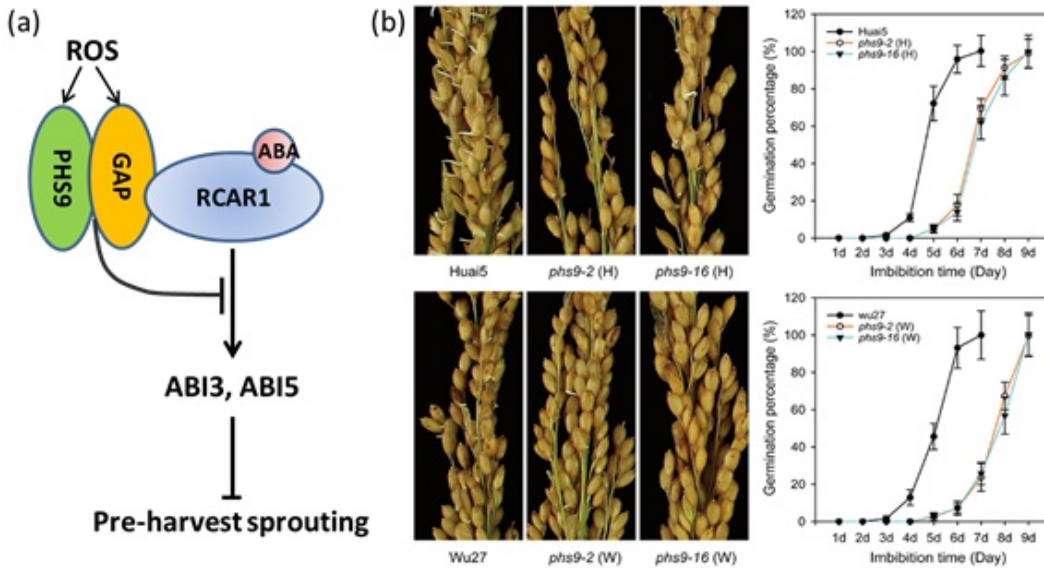 (a)
ROS
PHS9
GAP
ABA
RCAR1
ABI3, ABI5
Pre-harvest sprouting
(b)
Huai5
phs9-2 (H)
phs9-16 (H)
Germination percentage (%)
120
100
80
60
40
20
0
Huai5
phs9-2 (H)
phs9-16 (H)
1d 2d 3d 4d 5d 6d 7d 8d 9d
Imbibition time (Day)
Wu27
phs9-2 (W)
phs9-16 (W)
Germination percentage (%)
120
100
80
60
40
20
0
wu27
phs9-2 (W)
phs9-16 (W)
1d 2d 3d 4d 5d 6d 7d 8d 9d
Imbibition time (Day)